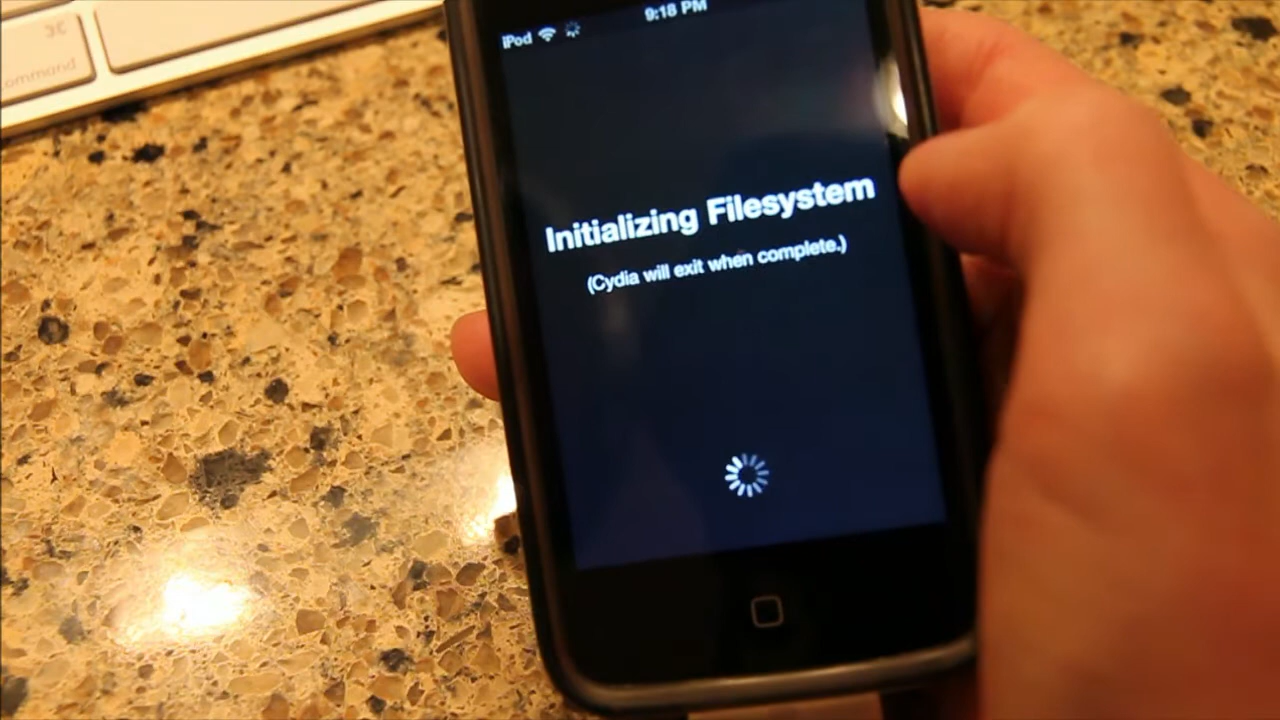 ⌘
command
iPod 9:18 PM
Initializing Filesystem
(Cydia will exit when complete.)